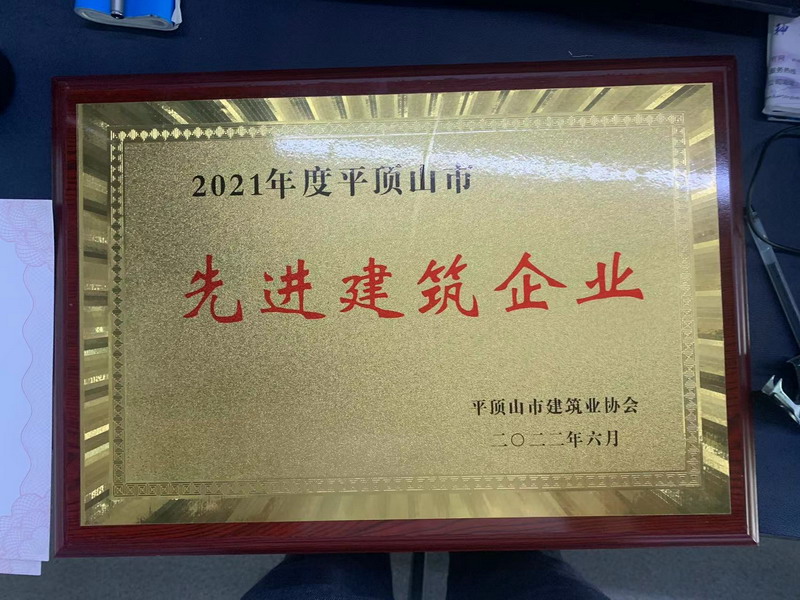 2021年度平顶山市
先进建筑企业
平顶山市建筑业协会
二〇二二年六月